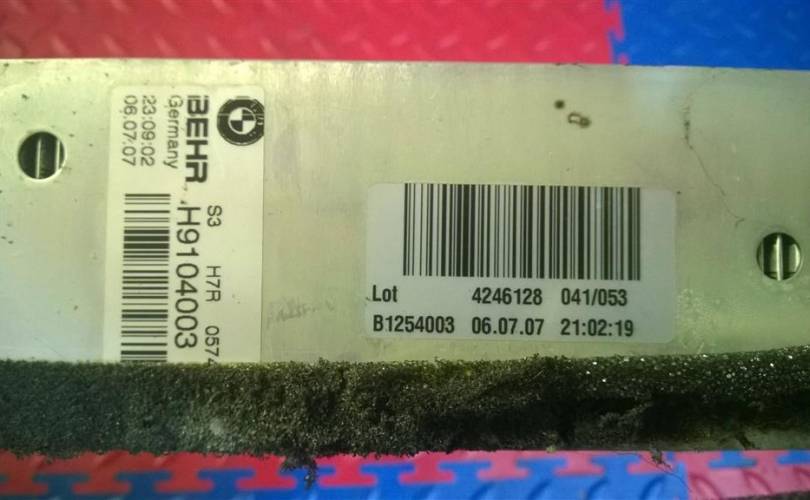 BEHR
Germany
23:09:02
06.07.07
S3 H7R 0574
H9104003
Lot 4246128 041/053
B1254003 06.07.07 21:02:19